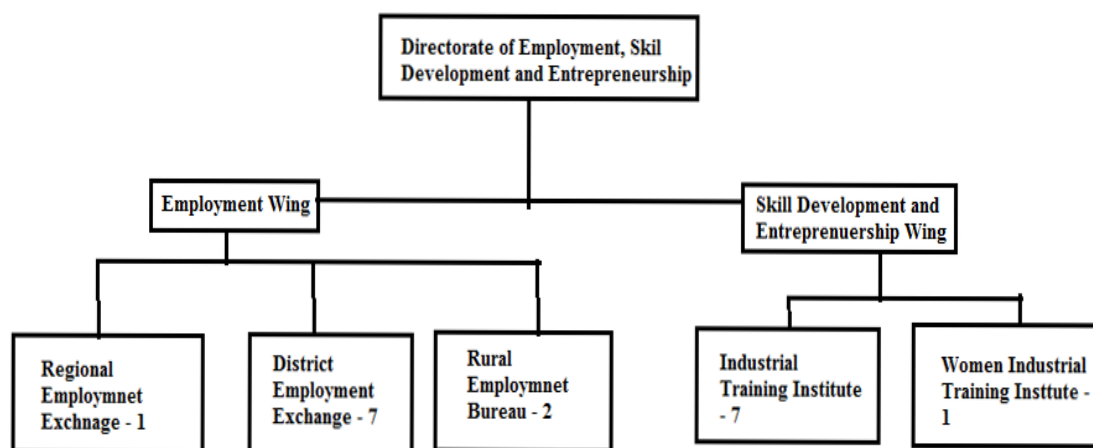 Directorate of Employment, Skil
Development and Entrepreneurship
Employment Wing
Skill Development and
Entreprenuership Wing
Regional
Employmnet
Exchnage - 1
District
Employment
Exchange - 7
Rural
Employmnet
Bureau - 2
Industrial
Training Institute
- 7
Women Industrial
Training Insttute -
1